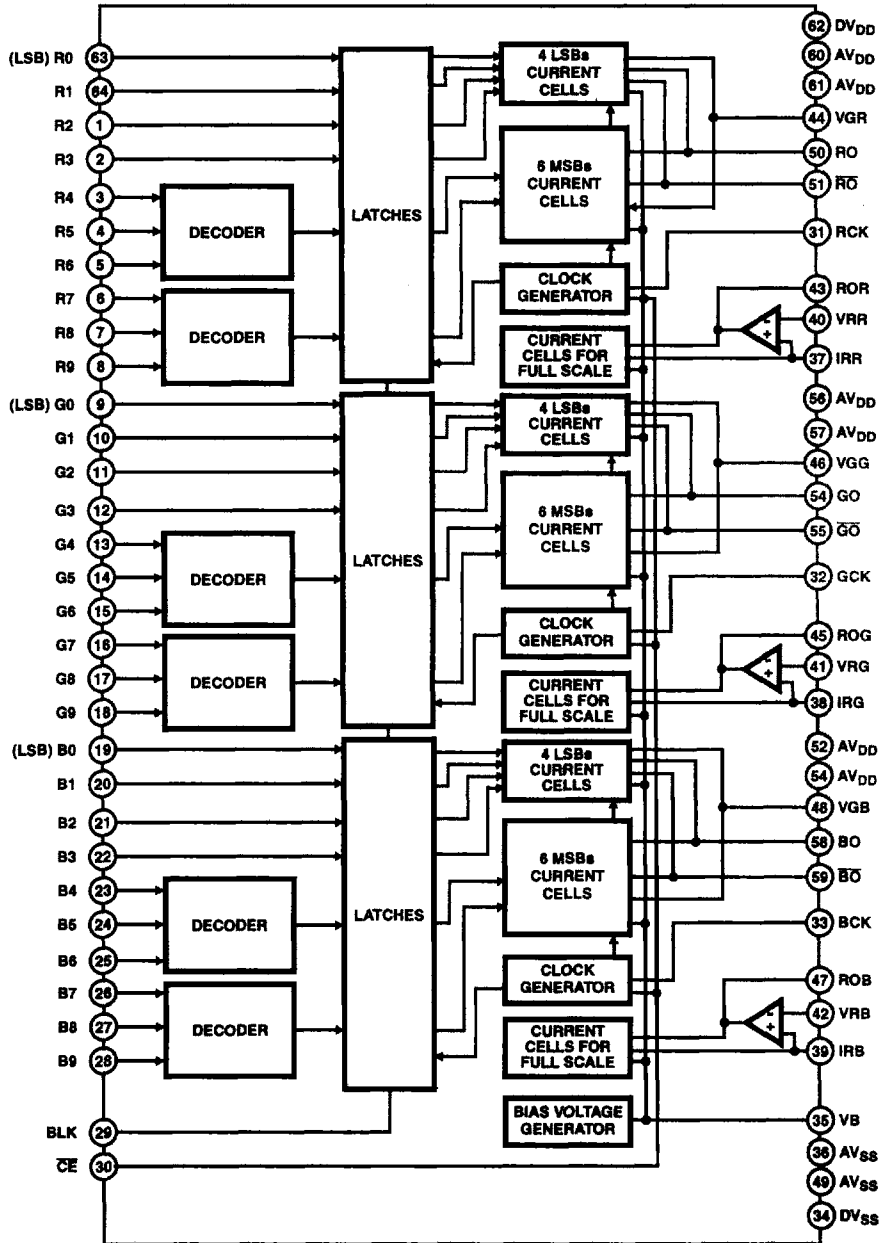 (LSB) R0 63
R1 64
R2 1
R3 2
R4 3
R5 4
R6 5
R7 6
R8 7
R9 8
(LSB) G0 9
G1 10
G2 11
G3 12
G4 13
G5 14
G6 15
G7 16
G8 17
G9 18
(LSB) B0 19
B1 20
B2 21
B3 22
B4 23
B5 24
B6 25
B7 26
B8 27
B9 28
BLK 29
CE 30
DECODER
DECODER
DECODER
DECODER
DECODER
DECODER
LATCHES
LATCHES
LATCHES
4 LSBs
CURRENT
CELLS
6 MSBs
CURRENT
CELLS
CLOCK
GENERATOR
CURRENT
CELLS FOR
FULL SCALE
4 LSBs
CURRENT
CELLS
6 MSBs
CURRENT
CELLS
CLOCK
GENERATOR
CURRENT
CELLS FOR
FULL SCALE
4 LSBs
CURRENT
CELLS
6 MSBs
CURRENT
CELLS
CLOCK
GENERATOR
CURRENT
CELLS FOR
FULL SCALE
BIAS VOLTAGE
GENERATOR
-
+
-
+
-
+
62 DVDD
60 AVDD
61 AVDD
44 VGR
50 RO
51 RO
31 RCK
43 ROR
40 VRR
37 IRR
56 AVDD
57 AVDD
46 VGG
54 GO
55 GO
32 GCK
45 ROG
41 VRG
38 IRG
52 AVDD
54 AVDD
48 VGB
58 BO
59 BO
33 BCK
47 ROB
42 VRB
39 IRB
35 VB
36 AVSS
49 AVSS
34 DVSS